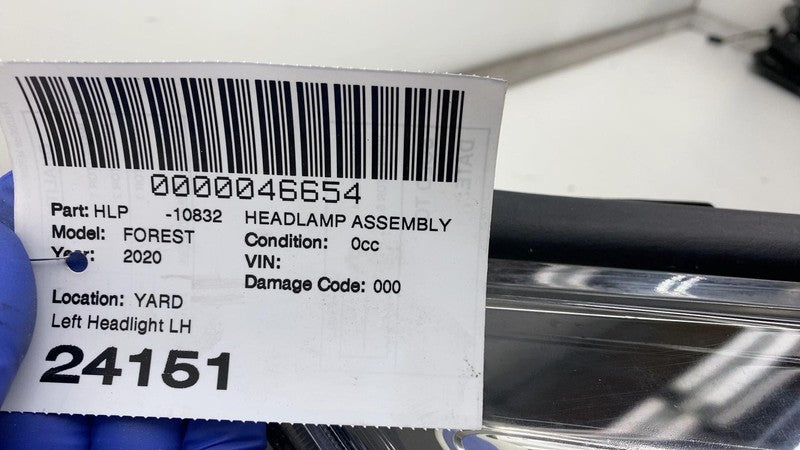 0000046654
Part: HLP -10832 HEADLAMP ASSEMBLY
Model: FOREST Condition: 0cc
Year: 2020 VIN:
Damage Code: 000
Location: YARD
Left Headlight LH
24151